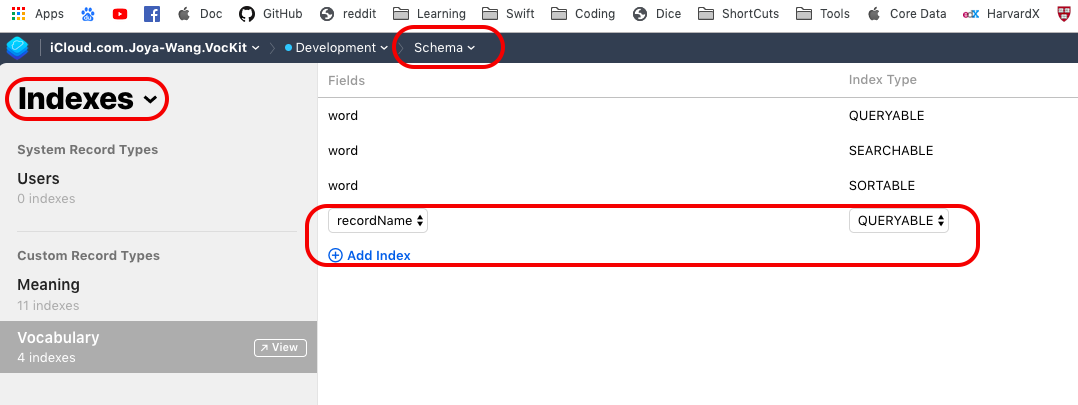 Apps Doc GitHub reddit Learning Swift Coding Dice ShortCuts Tools Core Data edX HarvardX
iCloud.com.Joya-Wang.VocKit Development Schema
Indexes
System Record Types
Users
0 indexes
Custom Record Types
Meaning
11 indexes
Vocabulary
4 indexes
View
Fields Index Type
word QUERYABLE
word SEARCHABLE
word SORTABLE
recordName QUERYABLE
Add Index